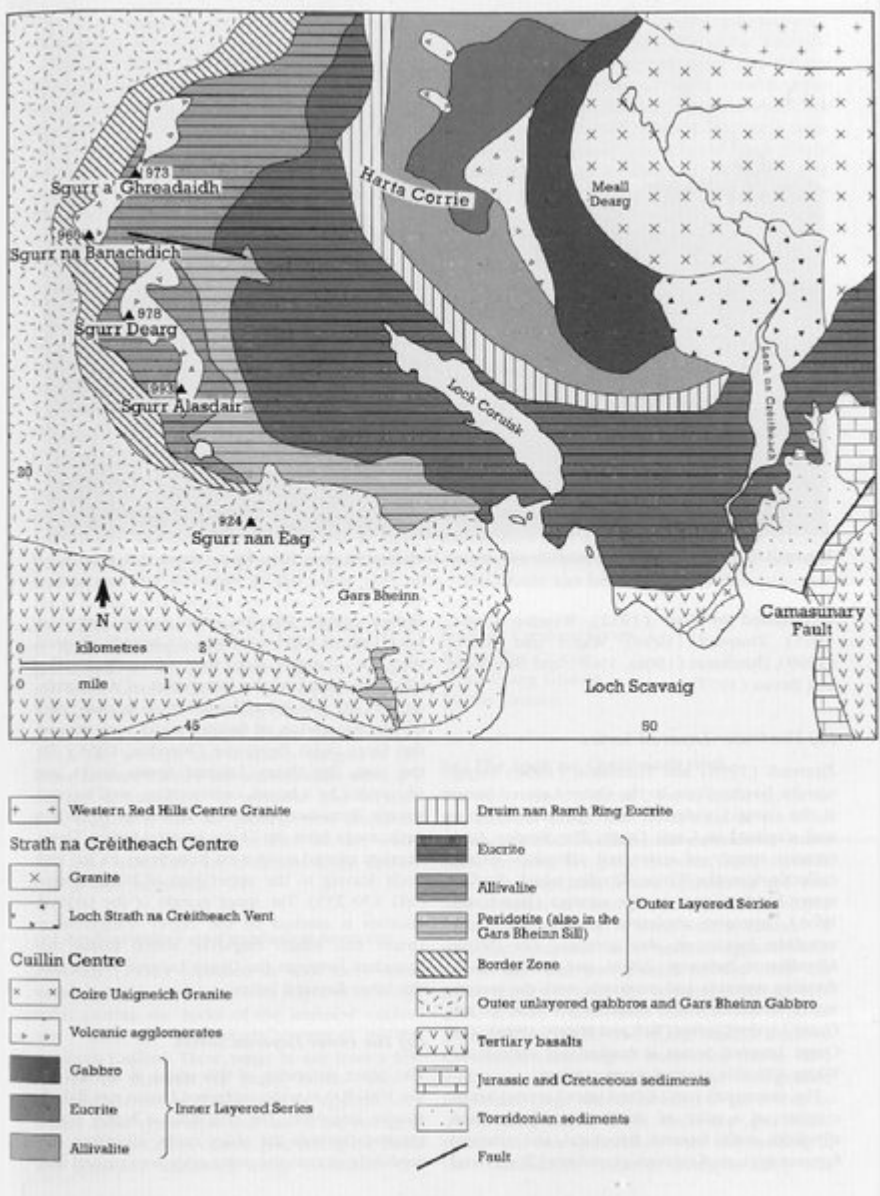 973
Sgurr a' Ghreadaidh
965
Sgurr na Banachdich
978
Sgurr Dearg
993
Sgurr Alasdair
Harta Corrie
Meall
Dearg
Loch Coruisk
Loch na Crèitheach
924
Sgurr nan Eag
Gars Bheinn
N
0 kilometres 2
0 mile 1
45
50
Loch Scavaig
Camasunary
Fault
Western Red Hills Centre Granite
Strath na Crèitheach Centre
Granite
Loch Strath na Crèitheach Vent
Cuillin Centre
Coire Uaigneich Granite
Volcanic agglomerates
Gabbro
Eucrite
Allivalite
Inner Layered Series
Druim nan Ramh Ring Eucrite
Eucrite
Allivalite
Peridotite (also in the
Gars Bheinn Sill)
Border Zone
Outer Layered Series
Outer unlayered gabbros and Gars Bheinn Gabbro
Tertiary basalts
Jurassic and Cretaceous sediments
Torridonian sediments
Fault